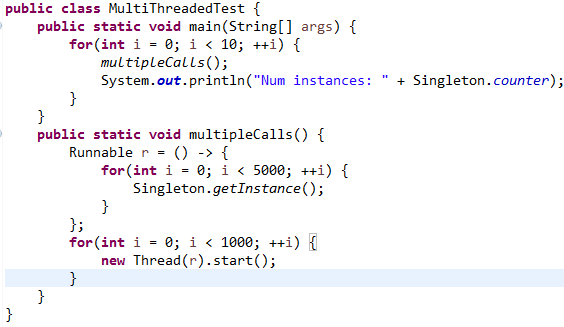 public class MultiThreadedTest {
    public static void main(String[] args) {
        for(int i = 0; i < 10; ++i) {
            multipleCalls();
            System.out.println("Num instances: " + Singleton.counter);
        }
    }
    public static void multipleCalls() {
        Runnable r = () -> {
            for(int i = 0; i < 5000; ++i) {
                Singleton.getInstance();
            }
        };
        for(int i = 0; i < 1000; ++i) {
            new Thread(r).start();
        }
    }
}